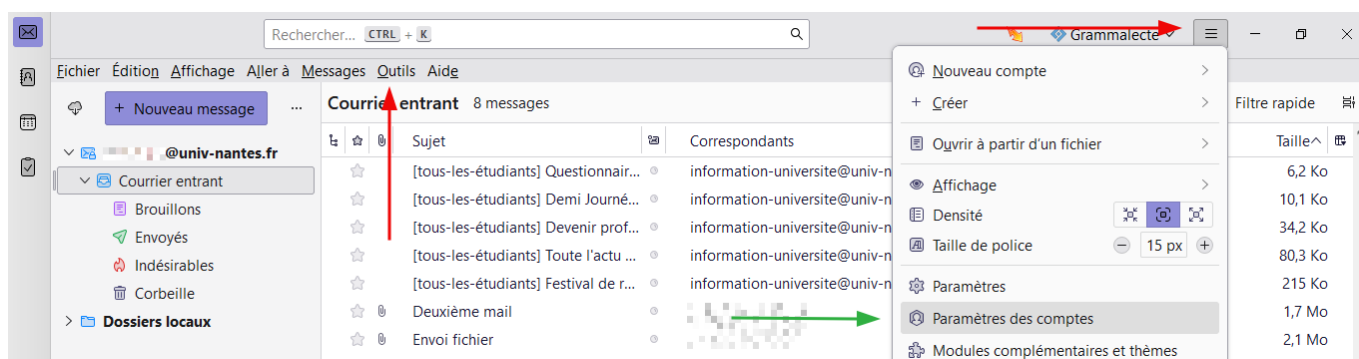 Rechercher... CTRL + K
Grammalecte
Fichier Édition Affichage Aller à Messages Outils Aide
+ Nouveau message ...
@univ-nantes.fr
Courrier entrant
Brouillons
Envoyés
Indésirables
Corbeille
Dossiers locaux
Courrier entrant 8 messages
Filtre rapide
Sujet Correspondants Taille
[tous-les-étudiants] Questionnair... information-universite@univ-n 6,2 Ko
[tous-les-étudiants] Demi Journé... information-universite@univ-n 10,1 Ko
[tous-les-étudiants] Devenir prof... information-universite@univ-n 34,2 Ko
[tous-les-étudiants] Toute l'actu ... information-universite@univ-n 80,3 Ko
[tous-les-étudiants] Festival de r... information-universite@univ-n 215 Ko
Deuxième mail 1,7 Mo
Envoi fichier 2,1 Mo
Nouveau compte
+ Créer
Ouvrir à partir d'un fichier
Affichage
Densité
Taille de police − 15 px +
Paramètres
Paramètres des comptes
Modules complémentaires et thèmes